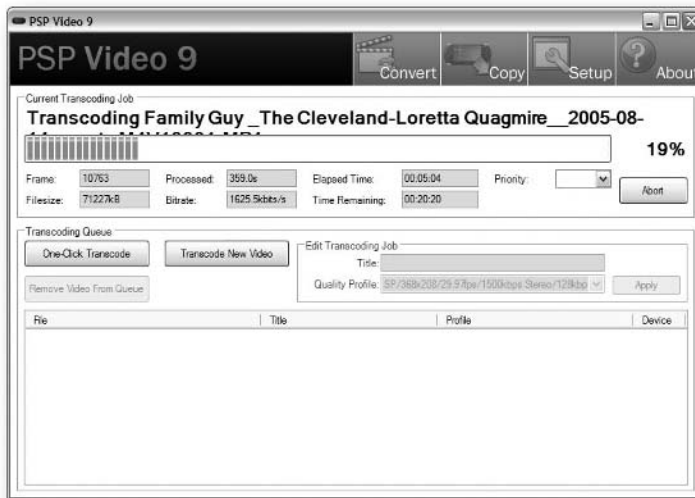 PSP Video 9
PSP Video 9
Convert
Copy
Setup
About
Current Transcoding Job
Transcoding Family Guy _The Cleveland-Loretta Quagmire__2005-08-
19%
Frame: 10763 Processed: 359.0s Elapsed Time: 00:05:04 Priority:
Filesize: 71227kB Bitrate: 1625.5kbits/s Time Remaining: 00:20:20
Abort
Transcoding Queue
One-Click Transcode
Transcode New Video
Remove Video From Queue
Edit Transcoding Job
Title:
Quality Profile: SP/368x208/29.97fps/1500kbps Stereo/128kbp
Apply
File Title Profile Device